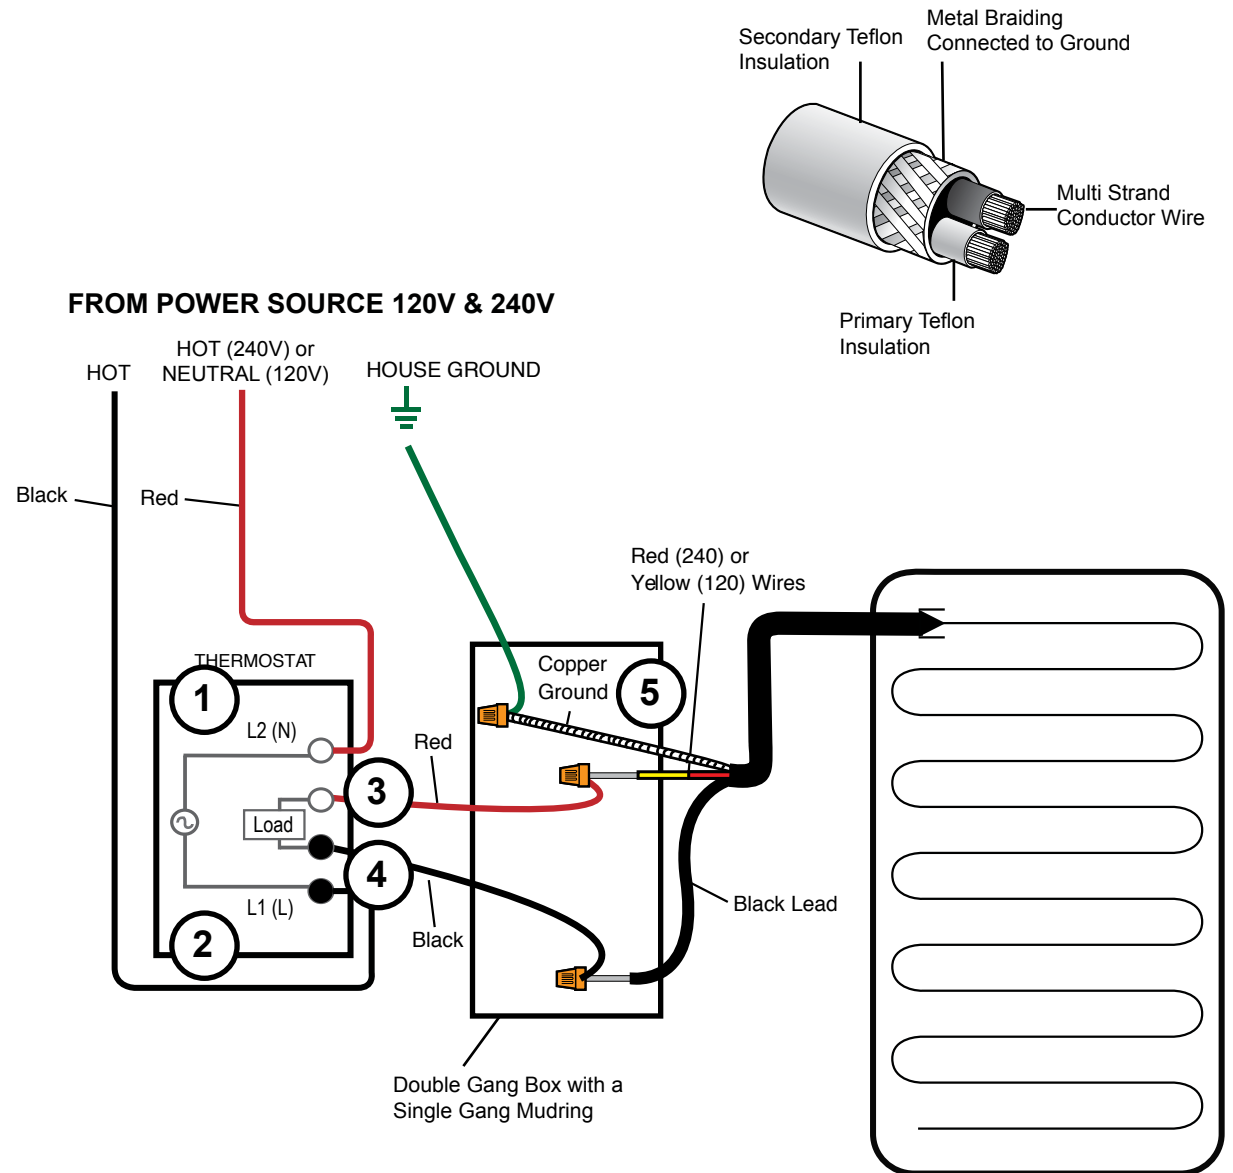 Metal Braiding
Connected to Ground
Secondary Teflon
Insulation
Multi Strand
Conductor Wire
Primary Teflon
Insulation
FROM POWER SOURCE 120V & 240V
HOT
HOT (240V) or
NEUTRAL (120V)
HOUSE GROUND
Black
Red
Red (240) or
Yellow (120) Wires
THERMOSTAT
1
L2 (N)
Copper
Ground
5
Red
3
Load
4
L1 (L)
2
Black
Black Lead
Double Gang Box with a
Single Gang Mudring